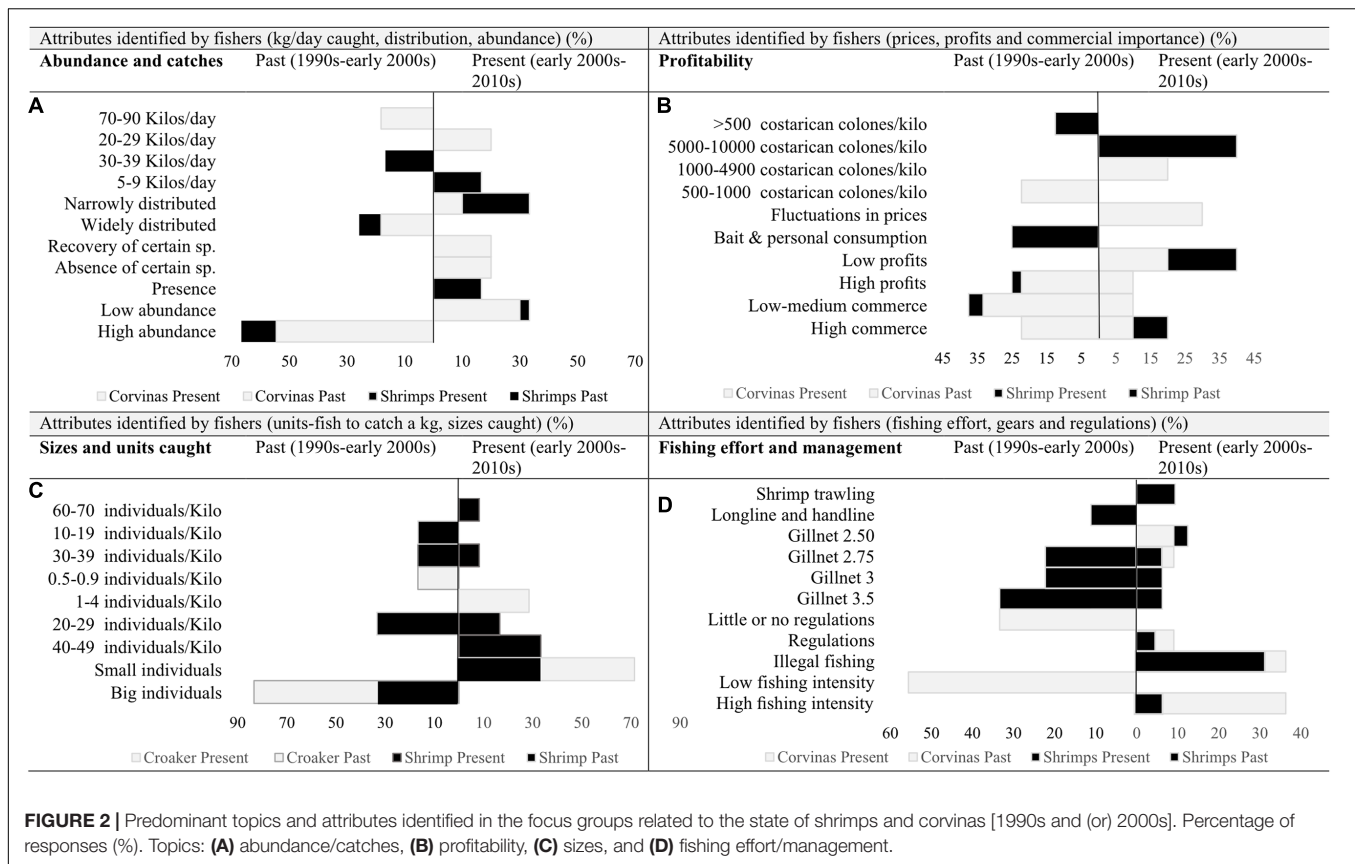 Attributes identified by fishers (kg/day caught, distribution, abundance) (%)
Abundance and catches Past (1990s-early 2000s) Present (early 2000s-
2010s)
A
70-90 Kilos/day
20-29 Kilos/day
30-39 Kilos/day
5-9 Kilos/day
Narrowly distributed
Widely distributed
Recovery of certain sp.
Absence of certain sp.
Presence
Low abundance
High abundance
70 50 30 10 10 30 50 70
Corvinas Present Corvinas Past Shrimps Present Shrimps Past
Attributes identified by fishers (prices, profits and commercial importance) (%)
Profitability Past (1990s-early 2000s) Present (early 2000s-
2010s)
B
>500 costarican colones/kilo
5000-10000 costarican colones/kilo
1000-4900 costarican colones/kilo
500-1000 costarican colones/kilo
Fluctuations in prices
Bait & personal consumption
Low profits
High profits
Low-medium commerce
High commerce
45 35 25 15 5 5 15 25 35 45
Corvinas Present Corvinas Past Shrimp Present Shrimp Past
Attributes identified by fishers (units-fish to catch a kg, sizes caught) (%)
Sizes and units caught Past (1990s-early 2000s) Present (early 2000s-
2010s)
C
60-70 individuals/Kilo
10-19 individuals/Kilo
30-39 individuals/Kilo
0.5-0.9 individuals/Kilo
1-4 individuals/Kilo
20-29 individuals/Kilo
40-49 individuals/Kilo
Small individuals
Big individuals
90 70 50 30 10 10 30 50 70 90
Croaker Present Croaker Past Shrimp Present Shrimp Past
Attributes identified by fishers (fishing effort, gears and regulations) (%)
Fishing effort and management Past (1990s-early 2000s) Present (early 2000s-
2010s)
D
Shrimp trawling
Longline and handline
Gillnet 2.50
Gillnet 2.75
Gillnet 3
Gillnet 3.5
Little or no regulations
Regulations
Illegal fishing
Low fishing intensity
High fishing intensity
60 50 40 30 20 10 0 10 20 30 40
Corvinas Present Corvinas Past Shrimps Present Shrimps Past
FIGURE 2 | Predominant topics and attributes identified in the focus groups related to the state of shrimps and corvinas [1990s and (or) 2000s]. Percentage of
responses (%). Topics: (A) abundance/catches, (B) profitability, (C) sizes, and (D) fishing effort/management.